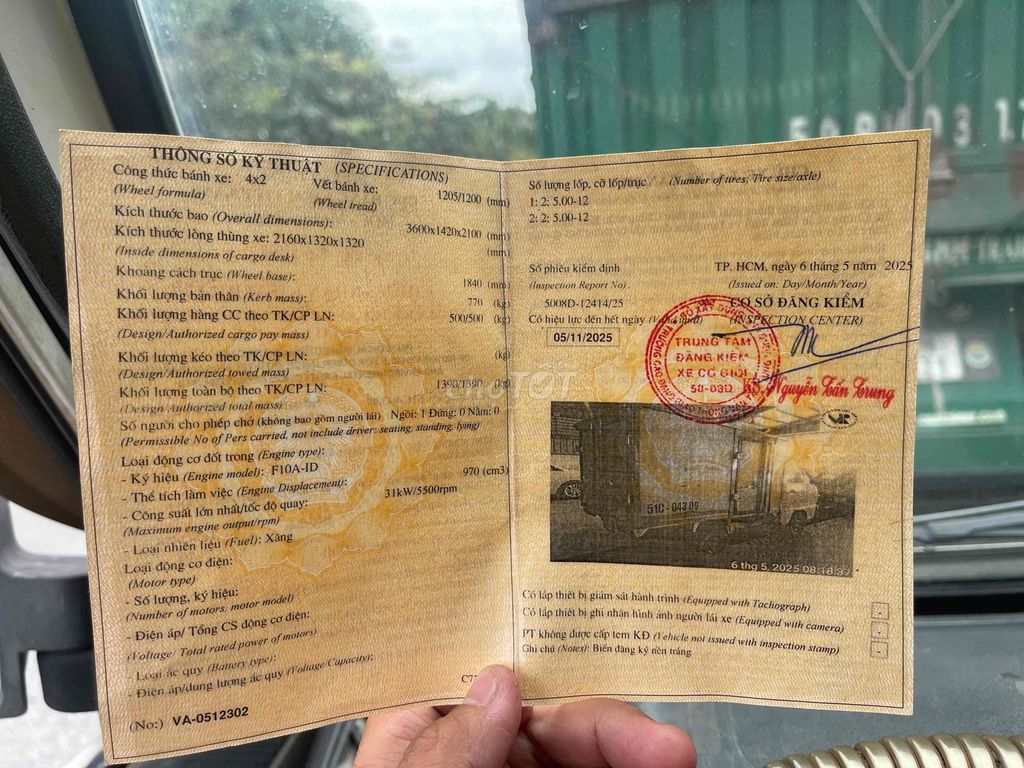 THÔNG SỐ KỸ THUẬT (SPECIFICATIONS)
Công thức bánh xe: 4x2 Vết bánh xe: 1205/1200 (mm)
(Wheel formula) (Wheel tread)
Kích thước bao (Overall dimensions): 3600x1420x2100 (mm)
Kích thước lòng thùng xe: 2160x1320x1320 (mm)
(Inside dimensions of cargo desk)
Khoảng cách trục (Wheel base): 1840 (mm)
Khối lượng bản thân (Kerb mass): 770 (kg)
Khối lượng hàng CC theo TK/CP LN: 500/500 (kg)
(Design/Authorized cargo pay mass)
Khối lượng kéo theo TK/CP LN: (kg)
(Design/Authorized towed mass)
Khối lượng toàn bộ theo TK/CP LN: 1390/1390 (kg)
(Design/Authorized total mass)
Số người cho phép chở (không bao gồm người lái) Ngồi: 1 Đứng: 0 Nằm: 0
(Permissible No of Pers carried, not include driver: seating, standing, lying)
Loại động cơ đốt trong (Engine type):
- Ký hiệu (Engine model): F10A-ID
- Thể tích làm việc (Engine Displacement): 970 (cm3)
- Công suất lớn nhất/tốc độ quay: 31kW/5500rpm
(Maximum engine output/rpm)
- Loại nhiên liệu (Fuel): Xăng
Loại động cơ điện:
(Motor type)
- Số lượng, ký hiệu:
(Number of motors, motor model)
- Điện áp/ Tổng CS động cơ điện:
(Voltage/ Total rated power of motors)
- Loại ắc quy (Battery type):
- Điện áp/dung lượng ắc quy (Voltage/Capacity):
(No:) VA-0512302
Số lượng lốp, cỡ lốp/trục (Number of tires; Tire size/axle)
1: 2; 5.00-12
2: 2; 5.00-12
Số phiếu kiểm định
(Inspection Report No)
5008D-12414/25
Có hiệu lực đến hết ngày
05/11/2025
TP. HCM, ngày 6 tháng 5 năm 2025
(Issued on: Day/Month/Year)
CƠ SỞ ĐĂNG KIỂM
(INSPECTION CENTER)
TRUNG TÂM
ĐĂNG KIỂM
XE CƠ GIỚI
50-08D
Nguyễn Tấn Trung
51C - 043.09
6 thg 5, 2025 08:18:37
Có lắp thiết bị giám sát hành trình (Equipped with Tachograph) -
Có lắp thiết bị ghi nhận hình ảnh người lái xe (Equipped with camera) -
PT không được cấp tem KĐ (Vehicle not issued with inspection stamp) -
Ghi chú (Notes): Biển đăng ký nền trắng